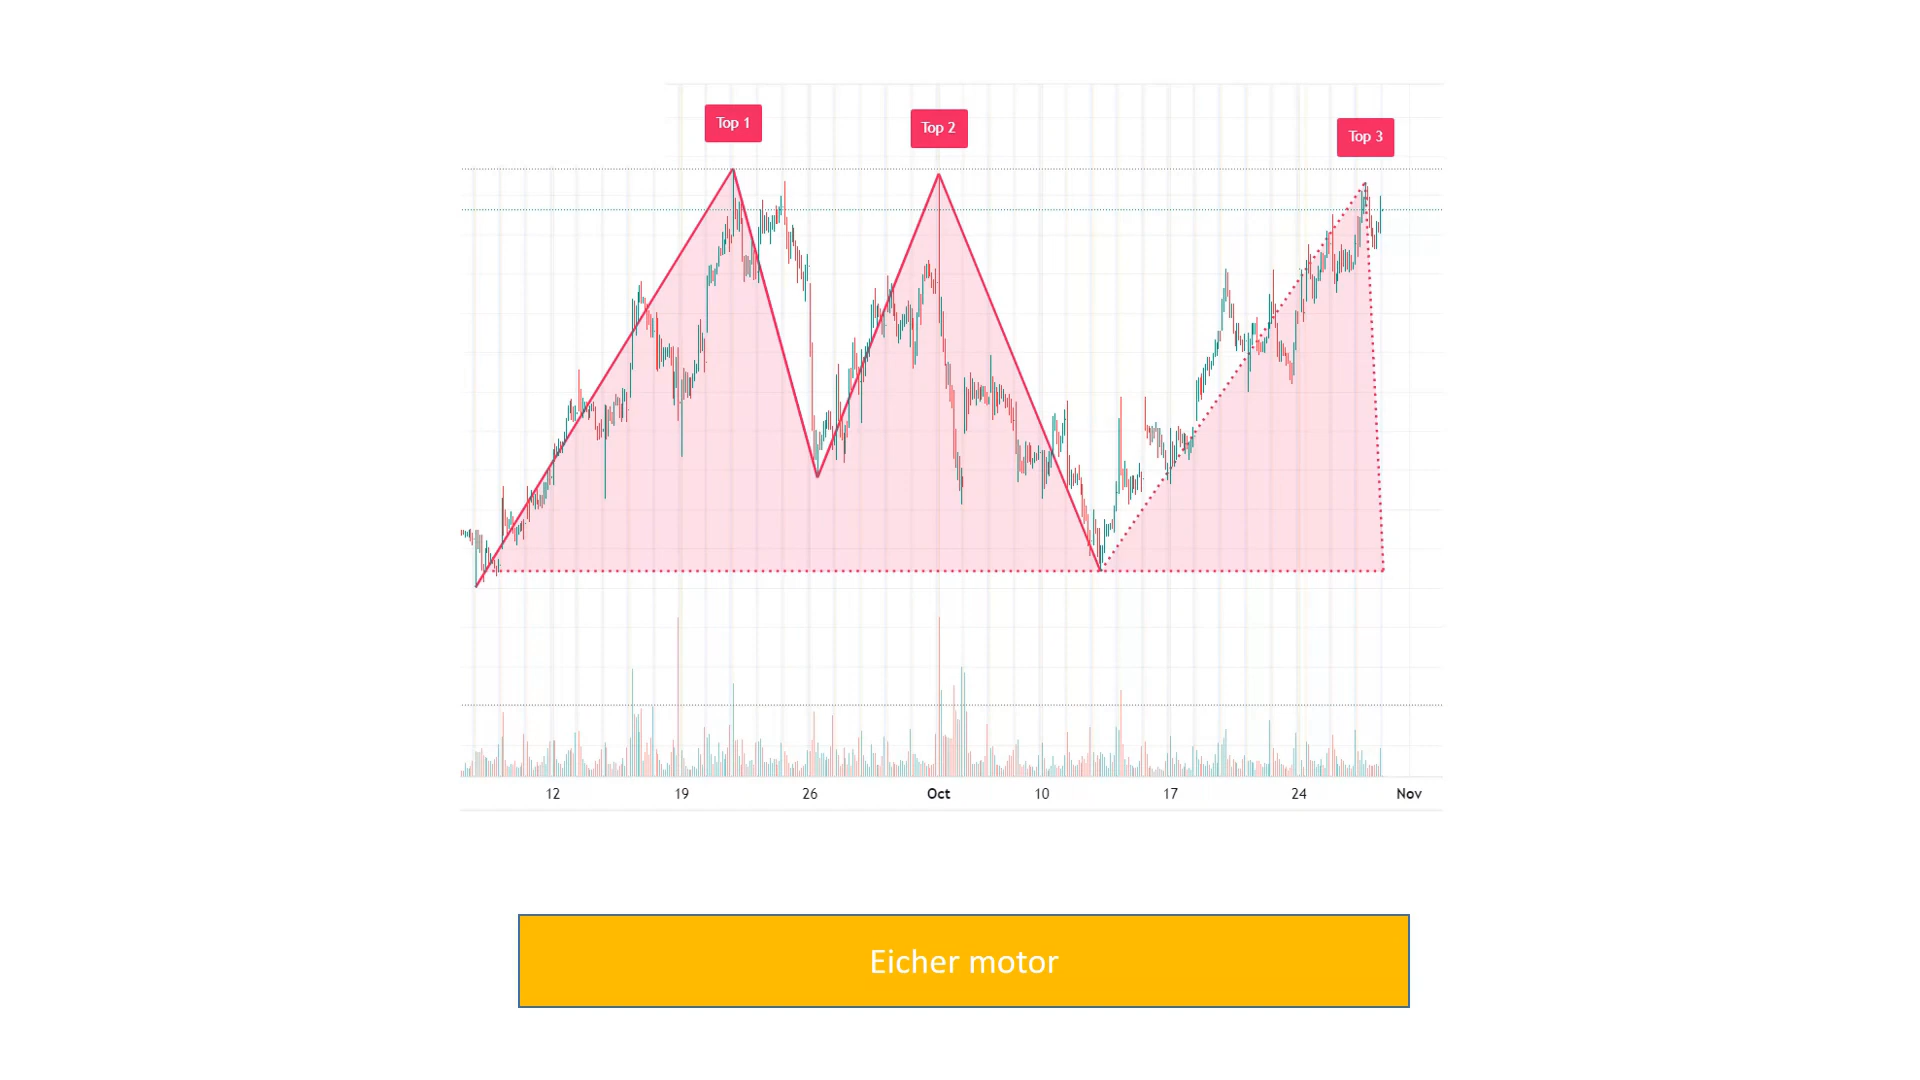 Top 1
Top 2
Top 3
12 19 26 Oct 10 17 24 Nov
Eicher motor